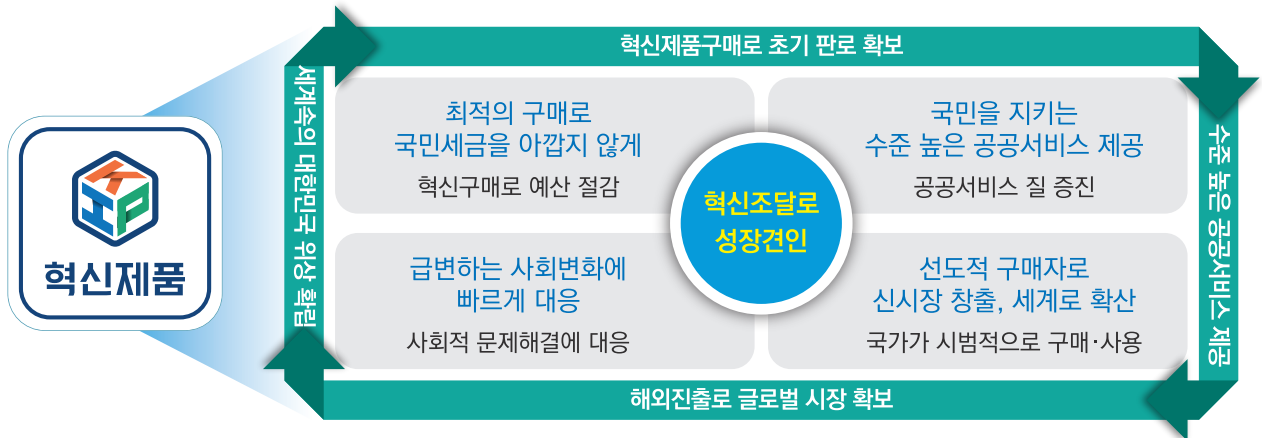 혁신제품구매로 초기 판로 확보
세계속의 대한민국 위상 확립
최적의 구매로
국민세금을 아깝지 않게
혁신구매로 예산 절감
국민을 지키는
수준 높은 공공서비스 제공
공공서비스 질 증진
수준 높은 공공서비스 제공
KIP
혁신제품
혁신조달로
성장견인
급변하는 사회변화에
빠르게 대응
사회적 문제해결에 대응
선도적 구매자로
신시장 창출, 세계로 확산
국가가 시범적으로 구매·사용
해외진출로 글로벌 시장 확보